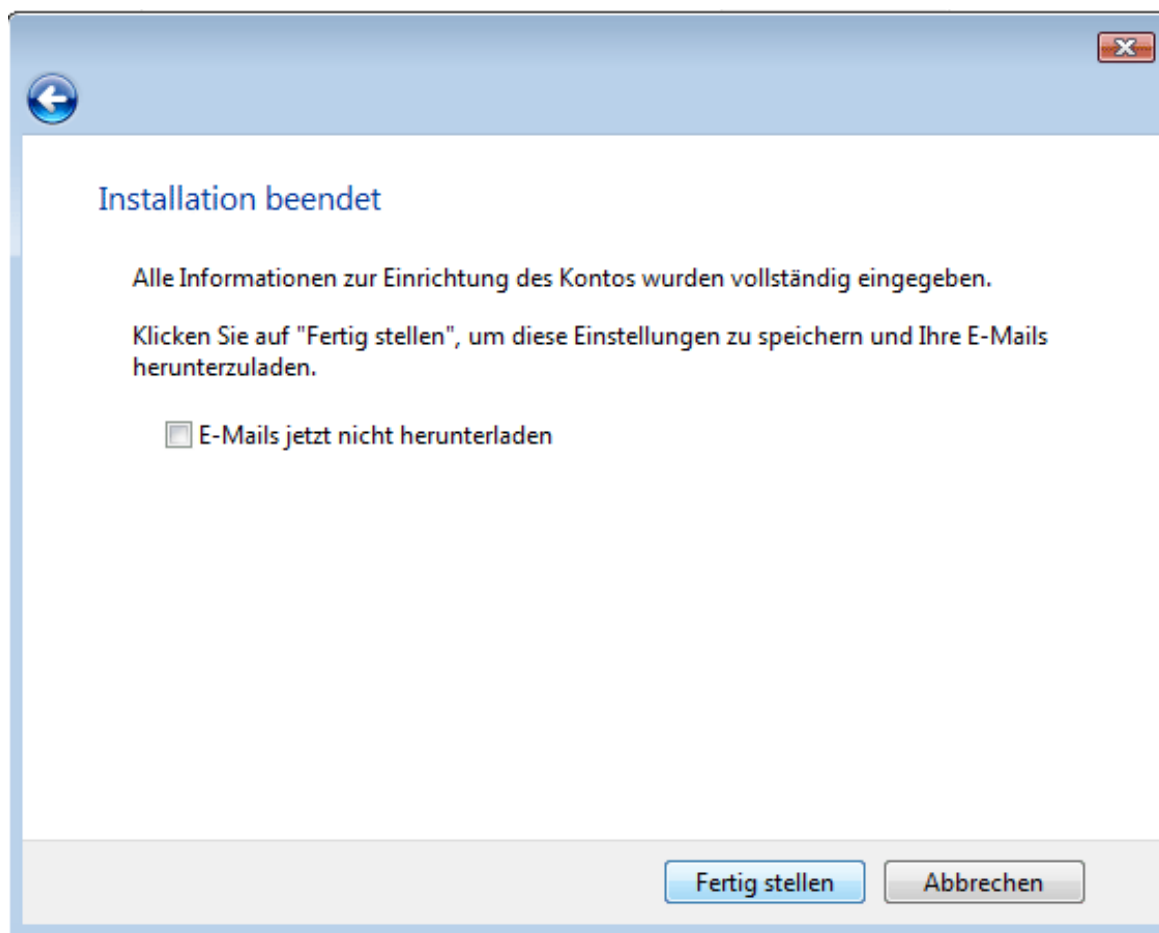 Installation beendet
Alle Informationen zur Einrichtung des Kontos wurden vollständig eingegeben.
Klicken Sie auf "Fertig stellen", um diese Einstellungen zu speichern und Ihre E-Mails
herunterzuladen.
E-Mails jetzt nicht herunterladen
Fertig stellen
Abbrechen